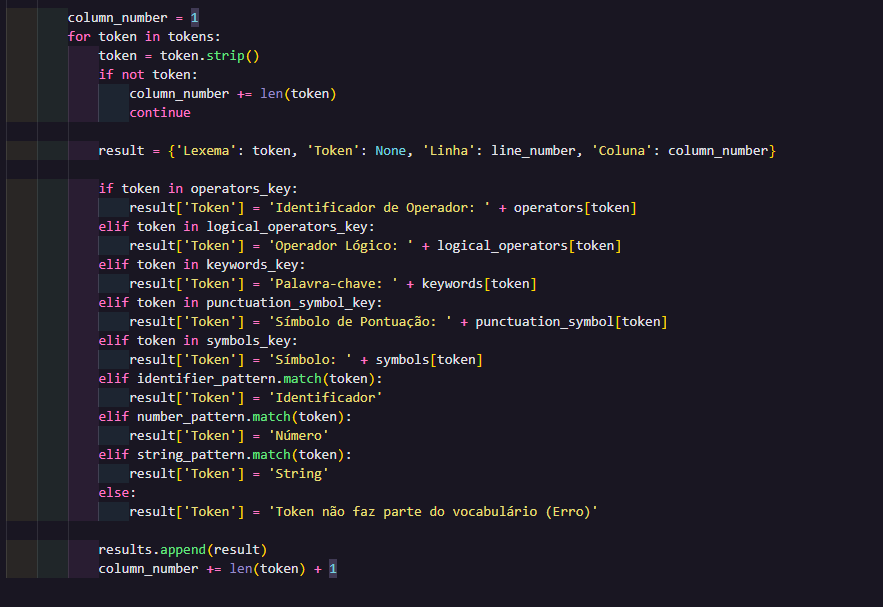 column_number = 1
for token in tokens:
token = token.strip()
if not token:
column_number += len(token)
continue
result = {'Lexema': token, 'Token': None, 'Linha': line_number, 'Coluna': column_number}
if token in operators_key:
result['Token'] = 'Identificador de Operador: ' + operators[token]
elif token in logical_operators_key:
result['Token'] = 'Operador Lógico: ' + logical_operators[token]
elif token in keywords_key:
result['Token'] = 'Palavra-chave: ' + keywords[token]
elif token in punctuation_symbol_key:
result['Token'] = 'Símbolo de Pontuação: ' + punctuation_symbol[token]
elif token in symbols_key:
result['Token'] = 'Símbolo: ' + symbols[token]
elif identifier_pattern.match(token):
result['Token'] = 'Identificador'
elif number_pattern.match(token):
result['Token'] = 'Número'
elif string_pattern.match(token):
result['Token'] = 'String'
else:
result['Token'] = 'Token não faz parte do vocabulário (Erro)'
results.append(result)
column_number += len(token) + 1